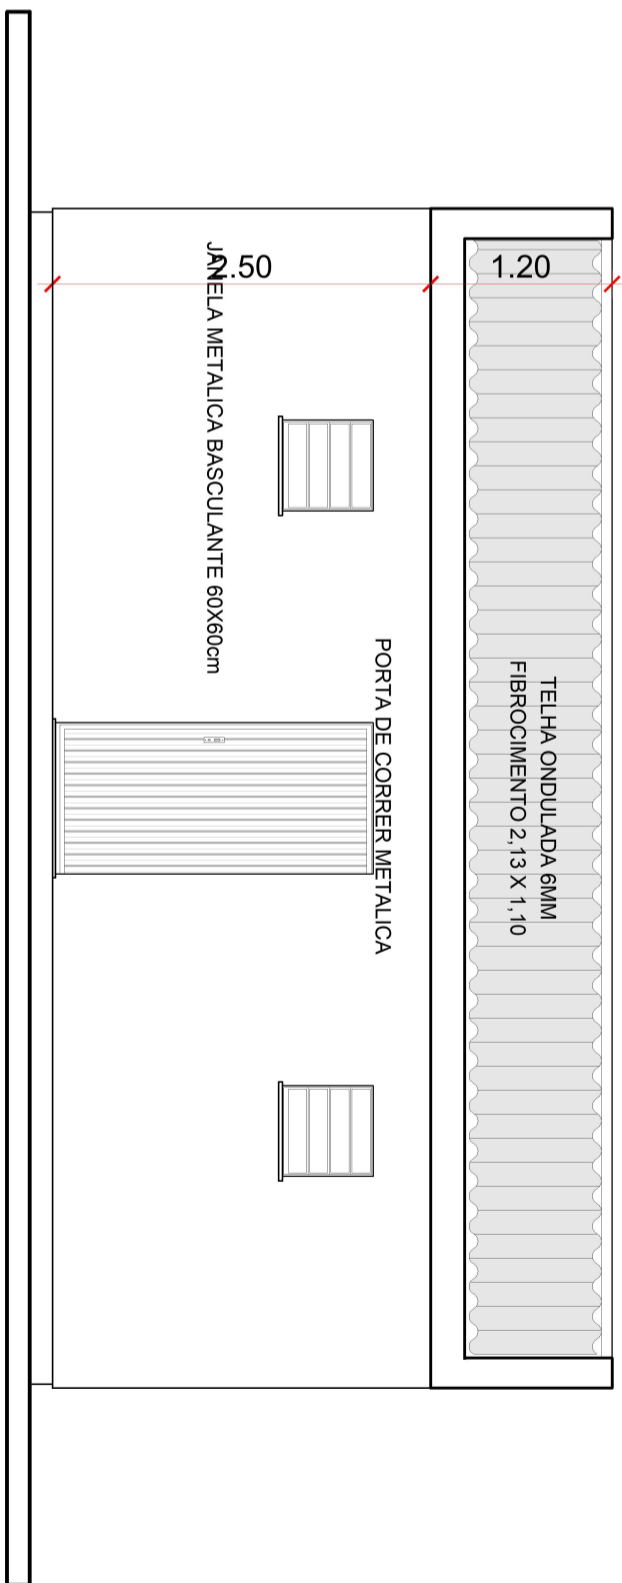 2.50
1.20
JANELA METALICA BASCULANTE 60X60cm
PORTA DE CORRER METALICA
TELHA ONDULADA 6MM
FIBROCIMENTO 2,13 X 1,10